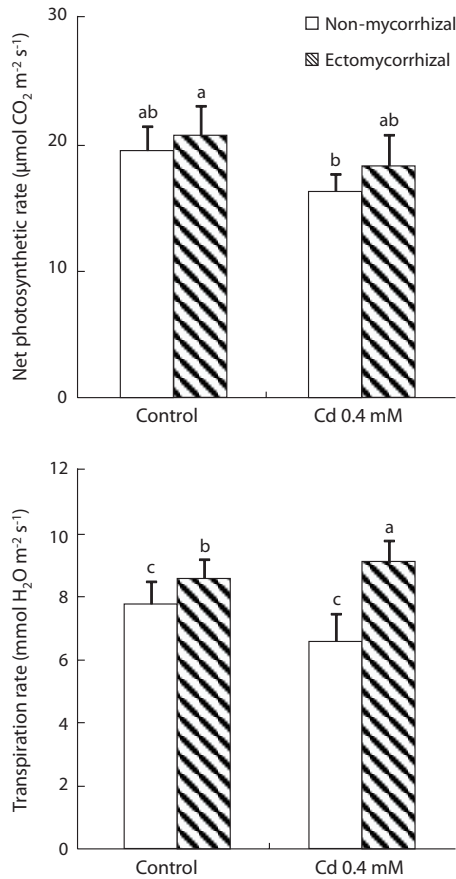 Non-mycorrhizal
Ectomycorrhizal
Net photosynthetic rate (µmol CO₂ m⁻² s⁻¹)
30
20
10
0
ab
a
b
ab
Control
Cd 0.4 mM
Transpiration rate (mmol H₂O m⁻² s⁻¹)
12
10
8
6
4
2
0
c
b
c
a
Control
Cd 0.4 mM